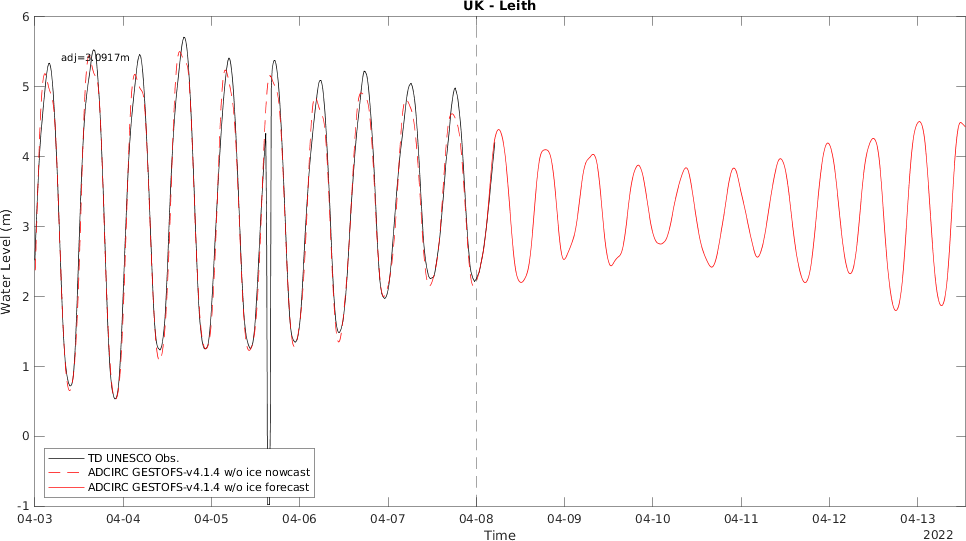 UK - Leith
adj=3.0917m
6
5
4
3
2
1
0
-1
Water Level (m)
TD UNESCO Obs.
ADCIRC GESTOFS-v4.1.4 w/o ice nowcast
ADCIRC GESTOFS-v4.1.4 w/o ice forecast
04-03 04-04 04-05 04-06 04-07 04-08 04-09 04-10 04-11 04-12 04-13
Time
2022